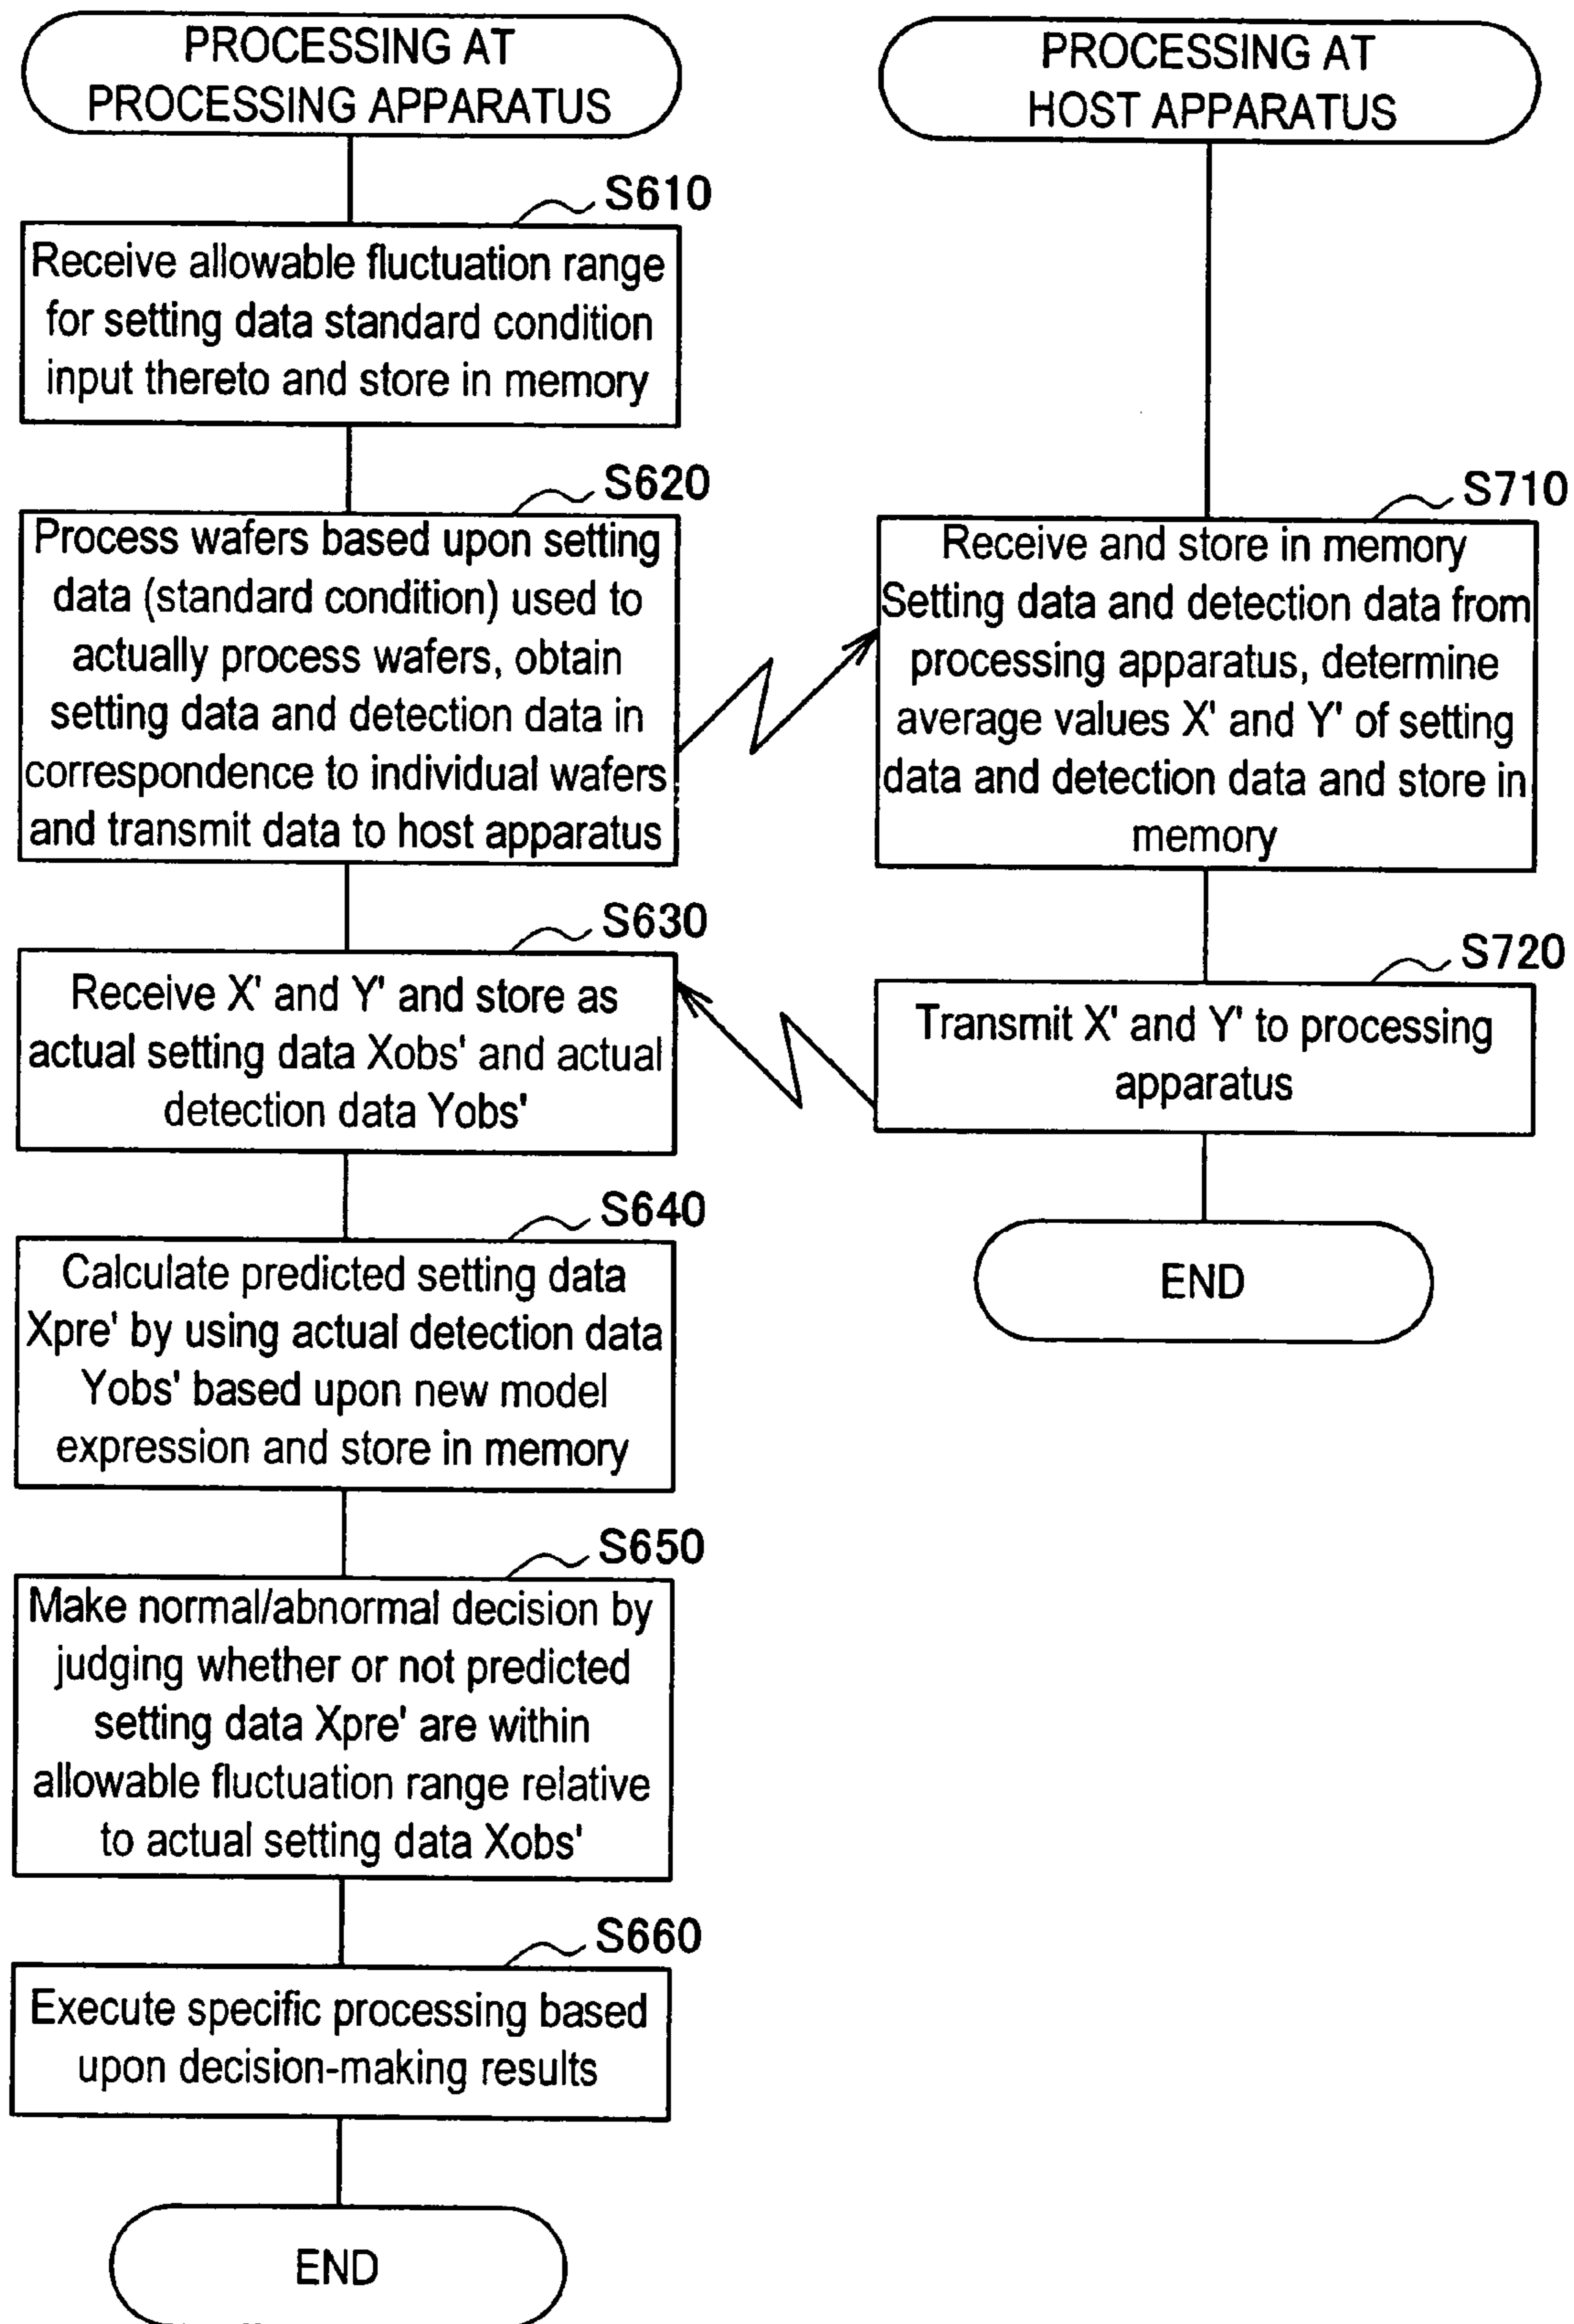 PROCESSING AT
PROCESSING APPARATUS
S610
Receive allowable fluctuation range
for setting data standard condition
input thereto and store in memory
S620
Process wafers based upon setting
data (standard condition) used to
actually process wafers, obtain
setting data and detection data in
correspondence to individual wafers
and transmit data to host apparatus
S630
Receive X' and Y' and store as
actual setting data Xobs' and actual
detection data Yobs'
S640
Calculate predicted setting data
Xpre' by using actual detection data
Yobs' based upon new model
expression and store in memory
S650
Make normal/abnormal decision by
judging whether or not predicted
setting data Xpre' are within
allowable fluctuation range relative
to actual setting data Xobs'
S660
Execute specific processing based
upon decision-making results
END
PROCESSING AT
HOST APPARATUS
S710
Receive and store in memory
Setting data and detection data from
processing apparatus, determine
average values X' and Y' of setting
data and detection data and store in
memory
S720
Transmit X' and Y' to processing
apparatus
END